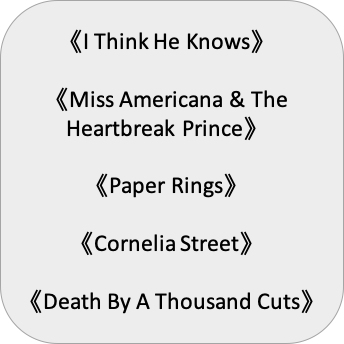 《I Think He Knows》
《Miss Americana & The
Heartbreak Prince》
《Paper Rings》
《Cornelia Street》
《Death By A Thousand Cuts》